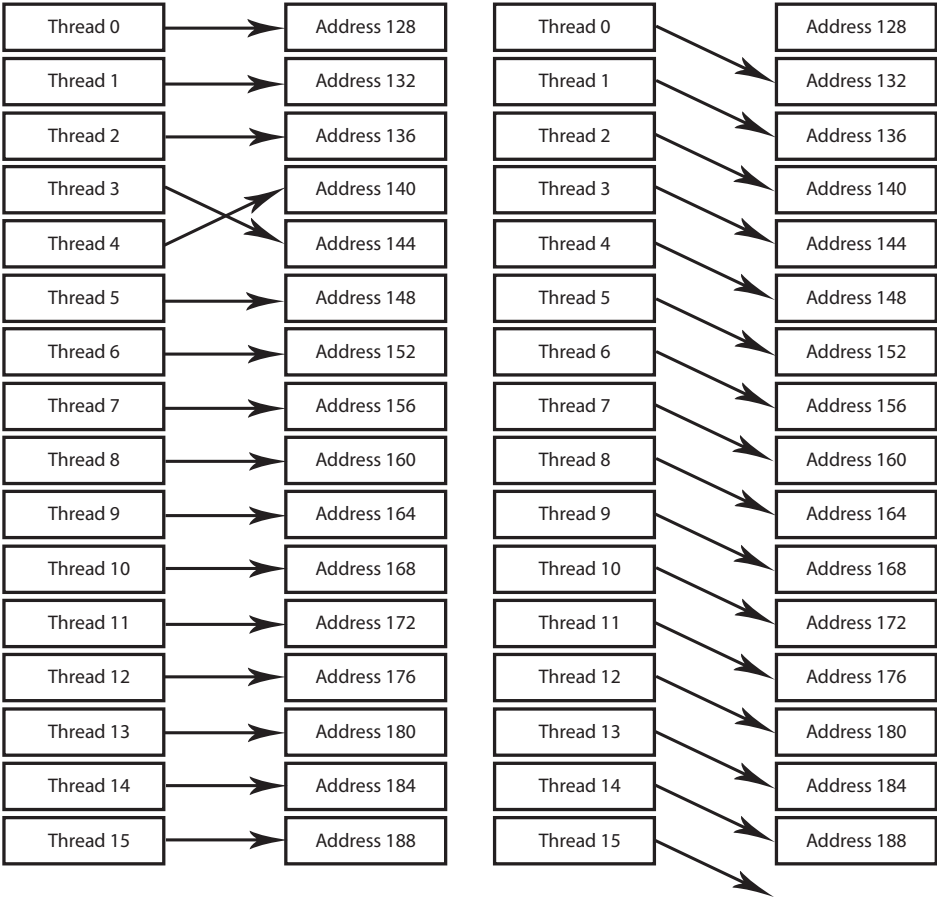 Thread 0 Address 128 Thread 0 Address 128
Thread 1 Address 132 Thread 1 Address 132
Thread 2 Address 136 Thread 2 Address 136
Thread 3 Address 140 Thread 3 Address 140
Thread 4 Address 144 Thread 4 Address 144
Thread 5 Address 148 Thread 5 Address 148
Thread 6 Address 152 Thread 6 Address 152
Thread 7 Address 156 Thread 7 Address 156
Thread 8 Address 160 Thread 8 Address 160
Thread 9 Address 164 Thread 9 Address 164
Thread 10 Address 168 Thread 10 Address 168
Thread 11 Address 172 Thread 11 Address 172
Thread 12 Address 176 Thread 12 Address 176
Thread 13 Address 180 Thread 13 Address 180
Thread 14 Address 184 Thread 14 Address 184
Thread 15 Address 188 Thread 15 Address 188